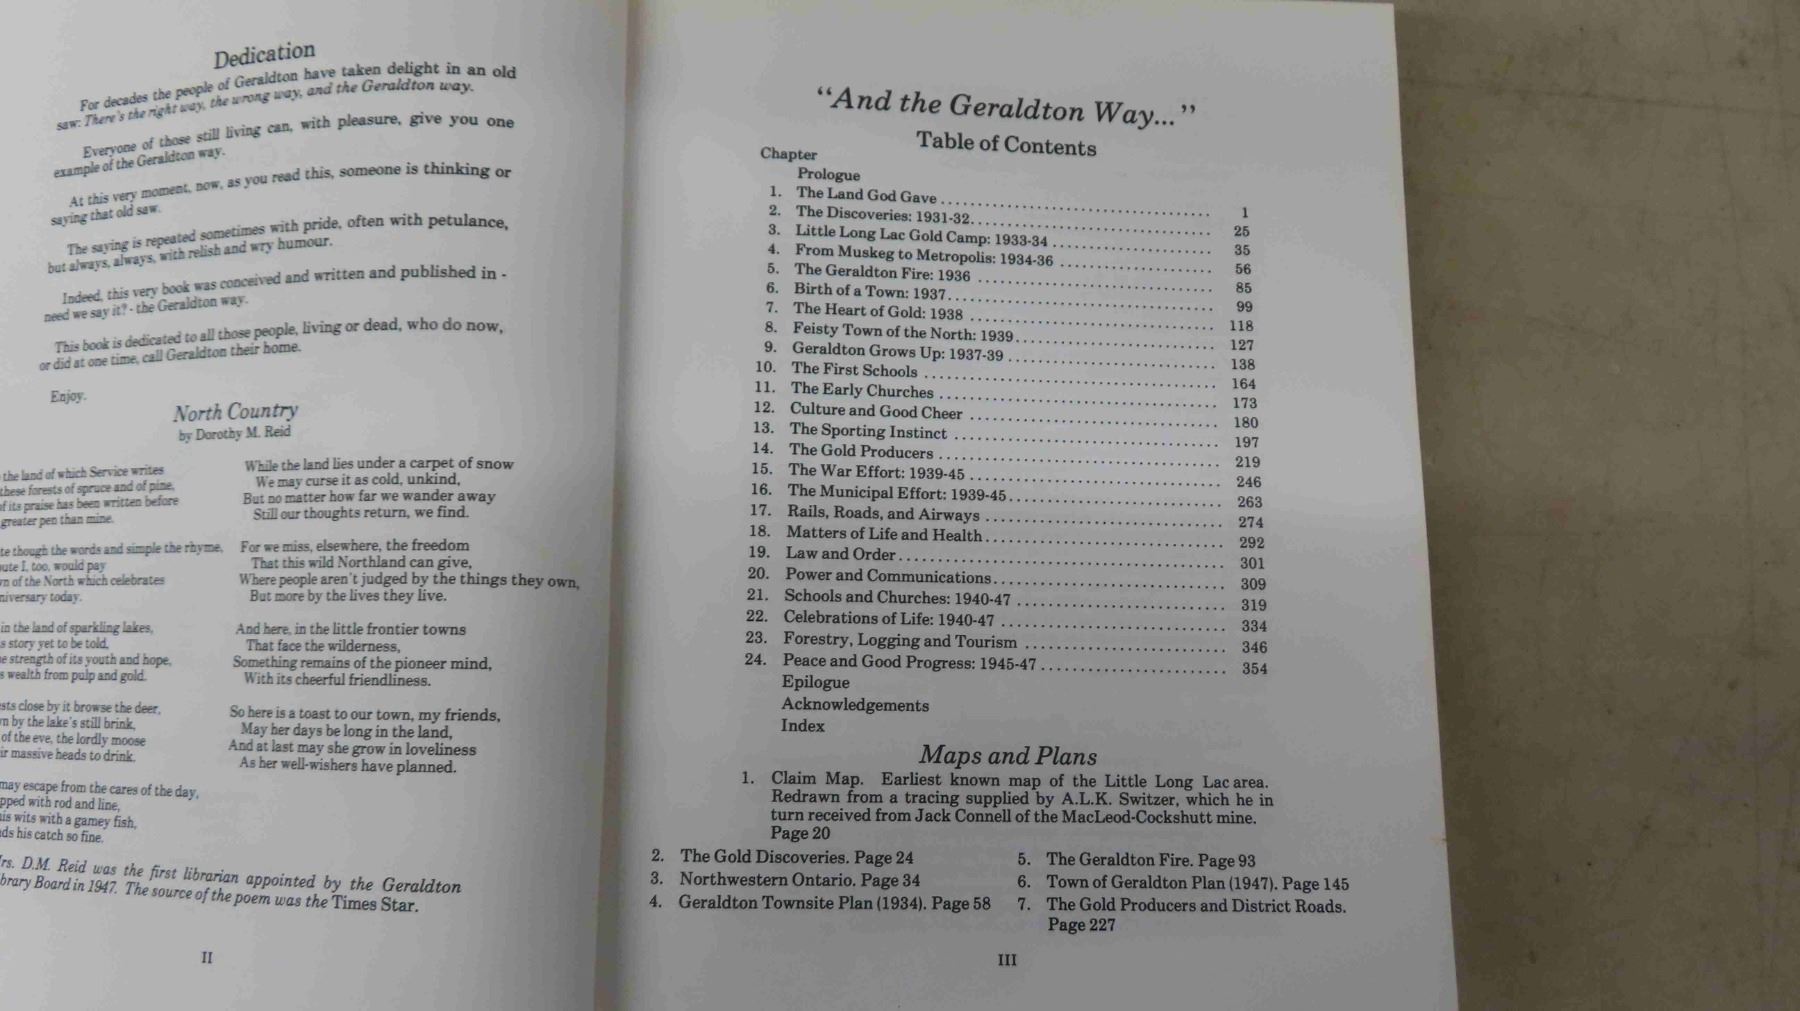 Dedication
For decades the people of Geraldton have taken delight in an old
saw: There's the right way, the wrong way, and the Geraldton way.
Everyone of those still living can, with pleasure, give you one
example of the Geraldton way.
At this very moment, now, as you read this, someone is thinking or
saying that old saw.
The saying is repeated sometimes with pride, often with petulance,
but always, always, with relish and wry humour.
Indeed, this very book was conceived and written and published in -
need we say it? - the Geraldton way.
This book is dedicated to all those people, living or dead, who do now,
or did at one time, call Geraldton their home.
Enjoy.
North Country
by Dorothy M. Reid
the land of which Service writes
these forests of spruce and of pine,
of its praise has been written before
greater pen than mine.
though the words and simple the rhyme,
I, too, would pay
of the North which celebrates
today.
in the land of sparkling lakes,
story yet to be told,
strength of its youth and hope,
wealth from pulp and gold.
close by it browse the deer,
by the lake's still brink,
of the eve, the lordly moose
massive heads to drink.
may escape from the cares of the day,
with rod and line,
wits with a gamey fish,
his catch so fine.
While the land lies under a carpet of snow
We may curse it as cold, unkind,
But no matter how far we wander away
Still our thoughts return, we find.
For we miss, elsewhere, the freedom
That this wild Northland can give,
Where people aren't judged by the things they own,
But more by the lives they live.
And here, in the little frontier towns
That face the wilderness,
Something remains of the pioneer mind,
With its cheerful friendliness.
So here is a toast to our town, my friends,
May her days be long in the land,
And at last may she grow in loveliness
As her well-wishers have planned.
D.M. Reid was the first librarian appointed by the Geraldton
Board in 1947. The source of the poem was the Times Star.
II
"And the Geraldton Way..."
Table of Contents
Chapter
Prologue
1. The Land God Gave 1
2. The Discoveries: 1931-32 25
3. Little Long Lac Gold Camp: 1933-34 35
4. From Muskeg to Metropolis: 1934-36 56
5. The Geraldton Fire: 1936 85
6. Birth of a Town: 1937 99
7. The Heart of Gold: 1938 118
8. Feisty Town of the North: 1939 127
9. Geraldton Grows Up: 1937-39 138
10. The First Schools 164
11. The Early Churches 173
12. Culture and Good Cheer 180
13. The Sporting Instinct 197
14. The Gold Producers 219
15. The War Effort: 1939-45 246
16. The Municipal Effort: 1939-45 263
17. Rails, Roads, and Airways 274
18. Matters of Life and Health 292
19. Law and Order 301
20. Power and Communications 309
21. Schools and Churches: 1940-47 319
22. Celebrations of Life: 1940-47 334
23. Forestry, Logging and Tourism 346
24. Peace and Good Progress: 1945-47 354
Epilogue
Acknowledgements
Index
Maps and Plans
1. Claim Map. Earliest known map of the Little Long Lac area.
Redrawn from a tracing supplied by A.L.K. Switzer, which he in
turn received from Jack Connell of the MacLeod-Cockshutt mine.
Page 20
2. The Gold Discoveries. Page 24
3. Northwestern Ontario. Page 34
4. Geraldton Townsite Plan (1934). Page 58
5. The Geraldton Fire. Page 93
6. Town of Geraldton Plan (1947). Page 145
7. The Gold Producers and District Roads.
Page 227
III